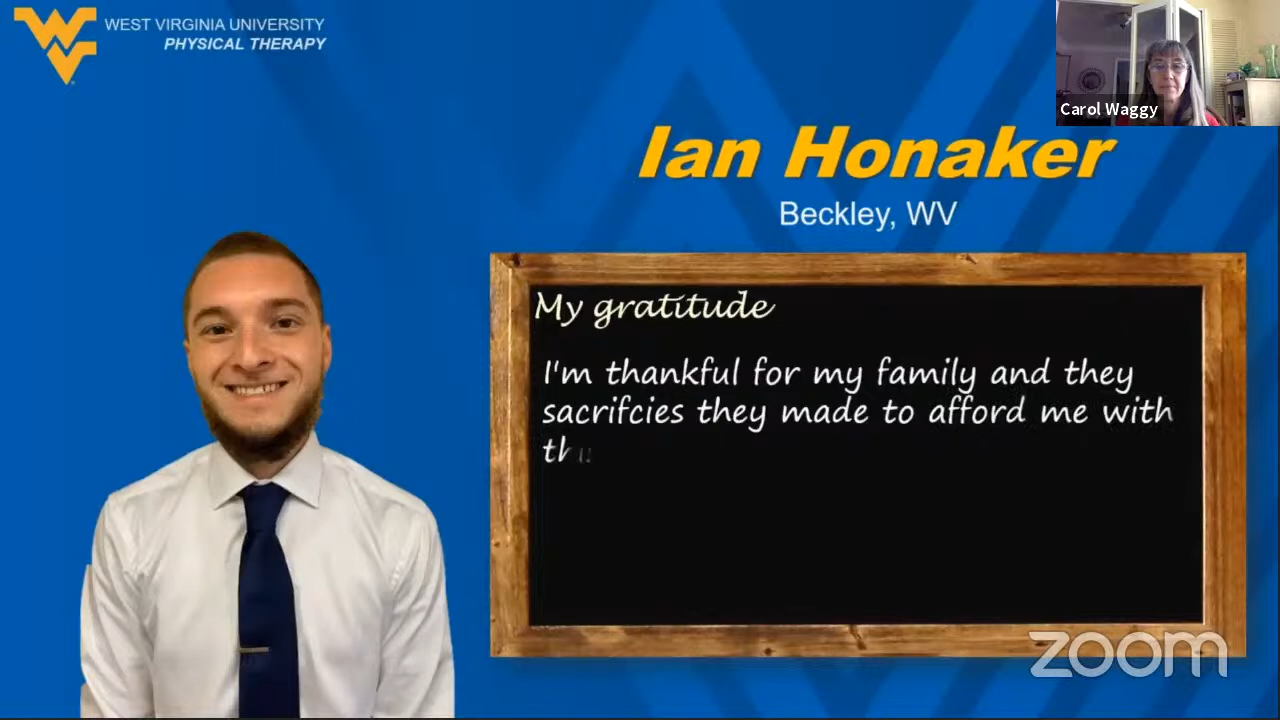 WEST VIRGINIA UNIVERSITY
PHYSICAL THERAPY
Carol Waggy
Ian Honaker
Beckley, WV
My gratitude
I'm thankful for my family and they
sacrifcies they made to afford me with
zoom